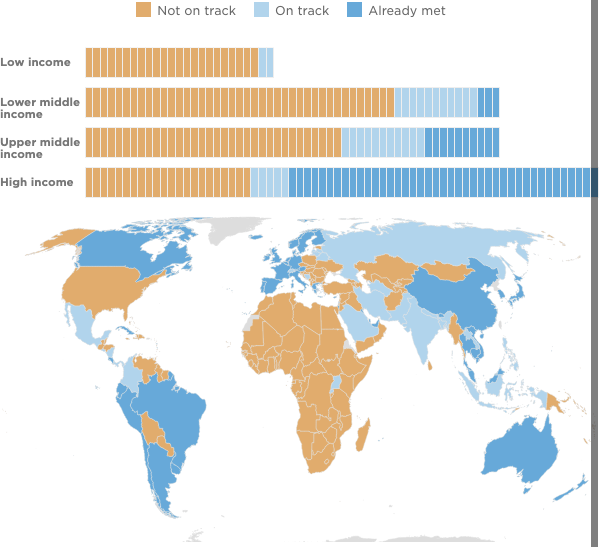 Not on track On track Already met
Low income
Lower middle
income
Upper middle
income
High income